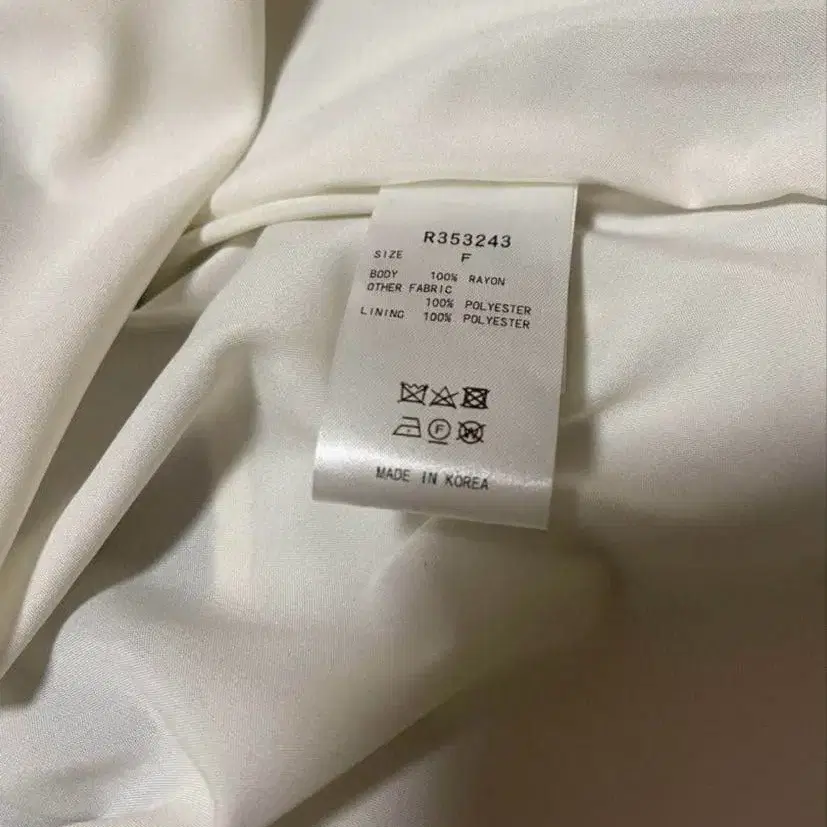 R353243
SIZE F
BODY 100% RAYON
OTHER FABRIC
100% POLYESTER
LINING 100% POLYESTER
F W
MADE IN KOREA